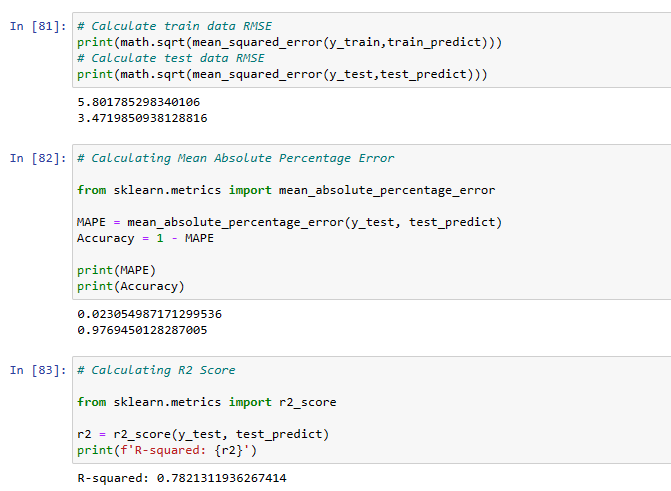 In [81]: # Calculate train data RMSE
print(math.sqrt(mean_squared_error(y_train,train_predict)))
# Calculate test data RMSE
print(math.sqrt(mean_squared_error(y_test,test_predict)))
5.801785298340106
3.4719850938128816
In [82]: # Calculating Mean Absolute Percentage Error
from sklearn.metrics import mean_absolute_percentage_error
MAPE = mean_absolute_percentage_error(y_test, test_predict)
Accuracy = 1 - MAPE
print(MAPE)
print(Accuracy)
0.023054987171299536
0.9769450128287005
In [83]: # Calculating R2 Score
from sklearn.metrics import r2_score
r2 = r2_score(y_test, test_predict)
print(f'R-squared: {r2}')
R-squared: 0.7821311936267414